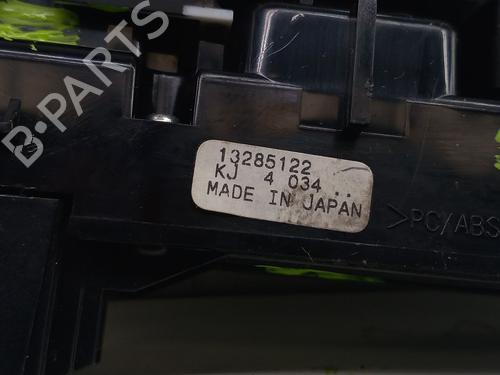 B-PARTS
13285122
KJ 4 034 ..
MADE IN JAPAN
>PC/ABS